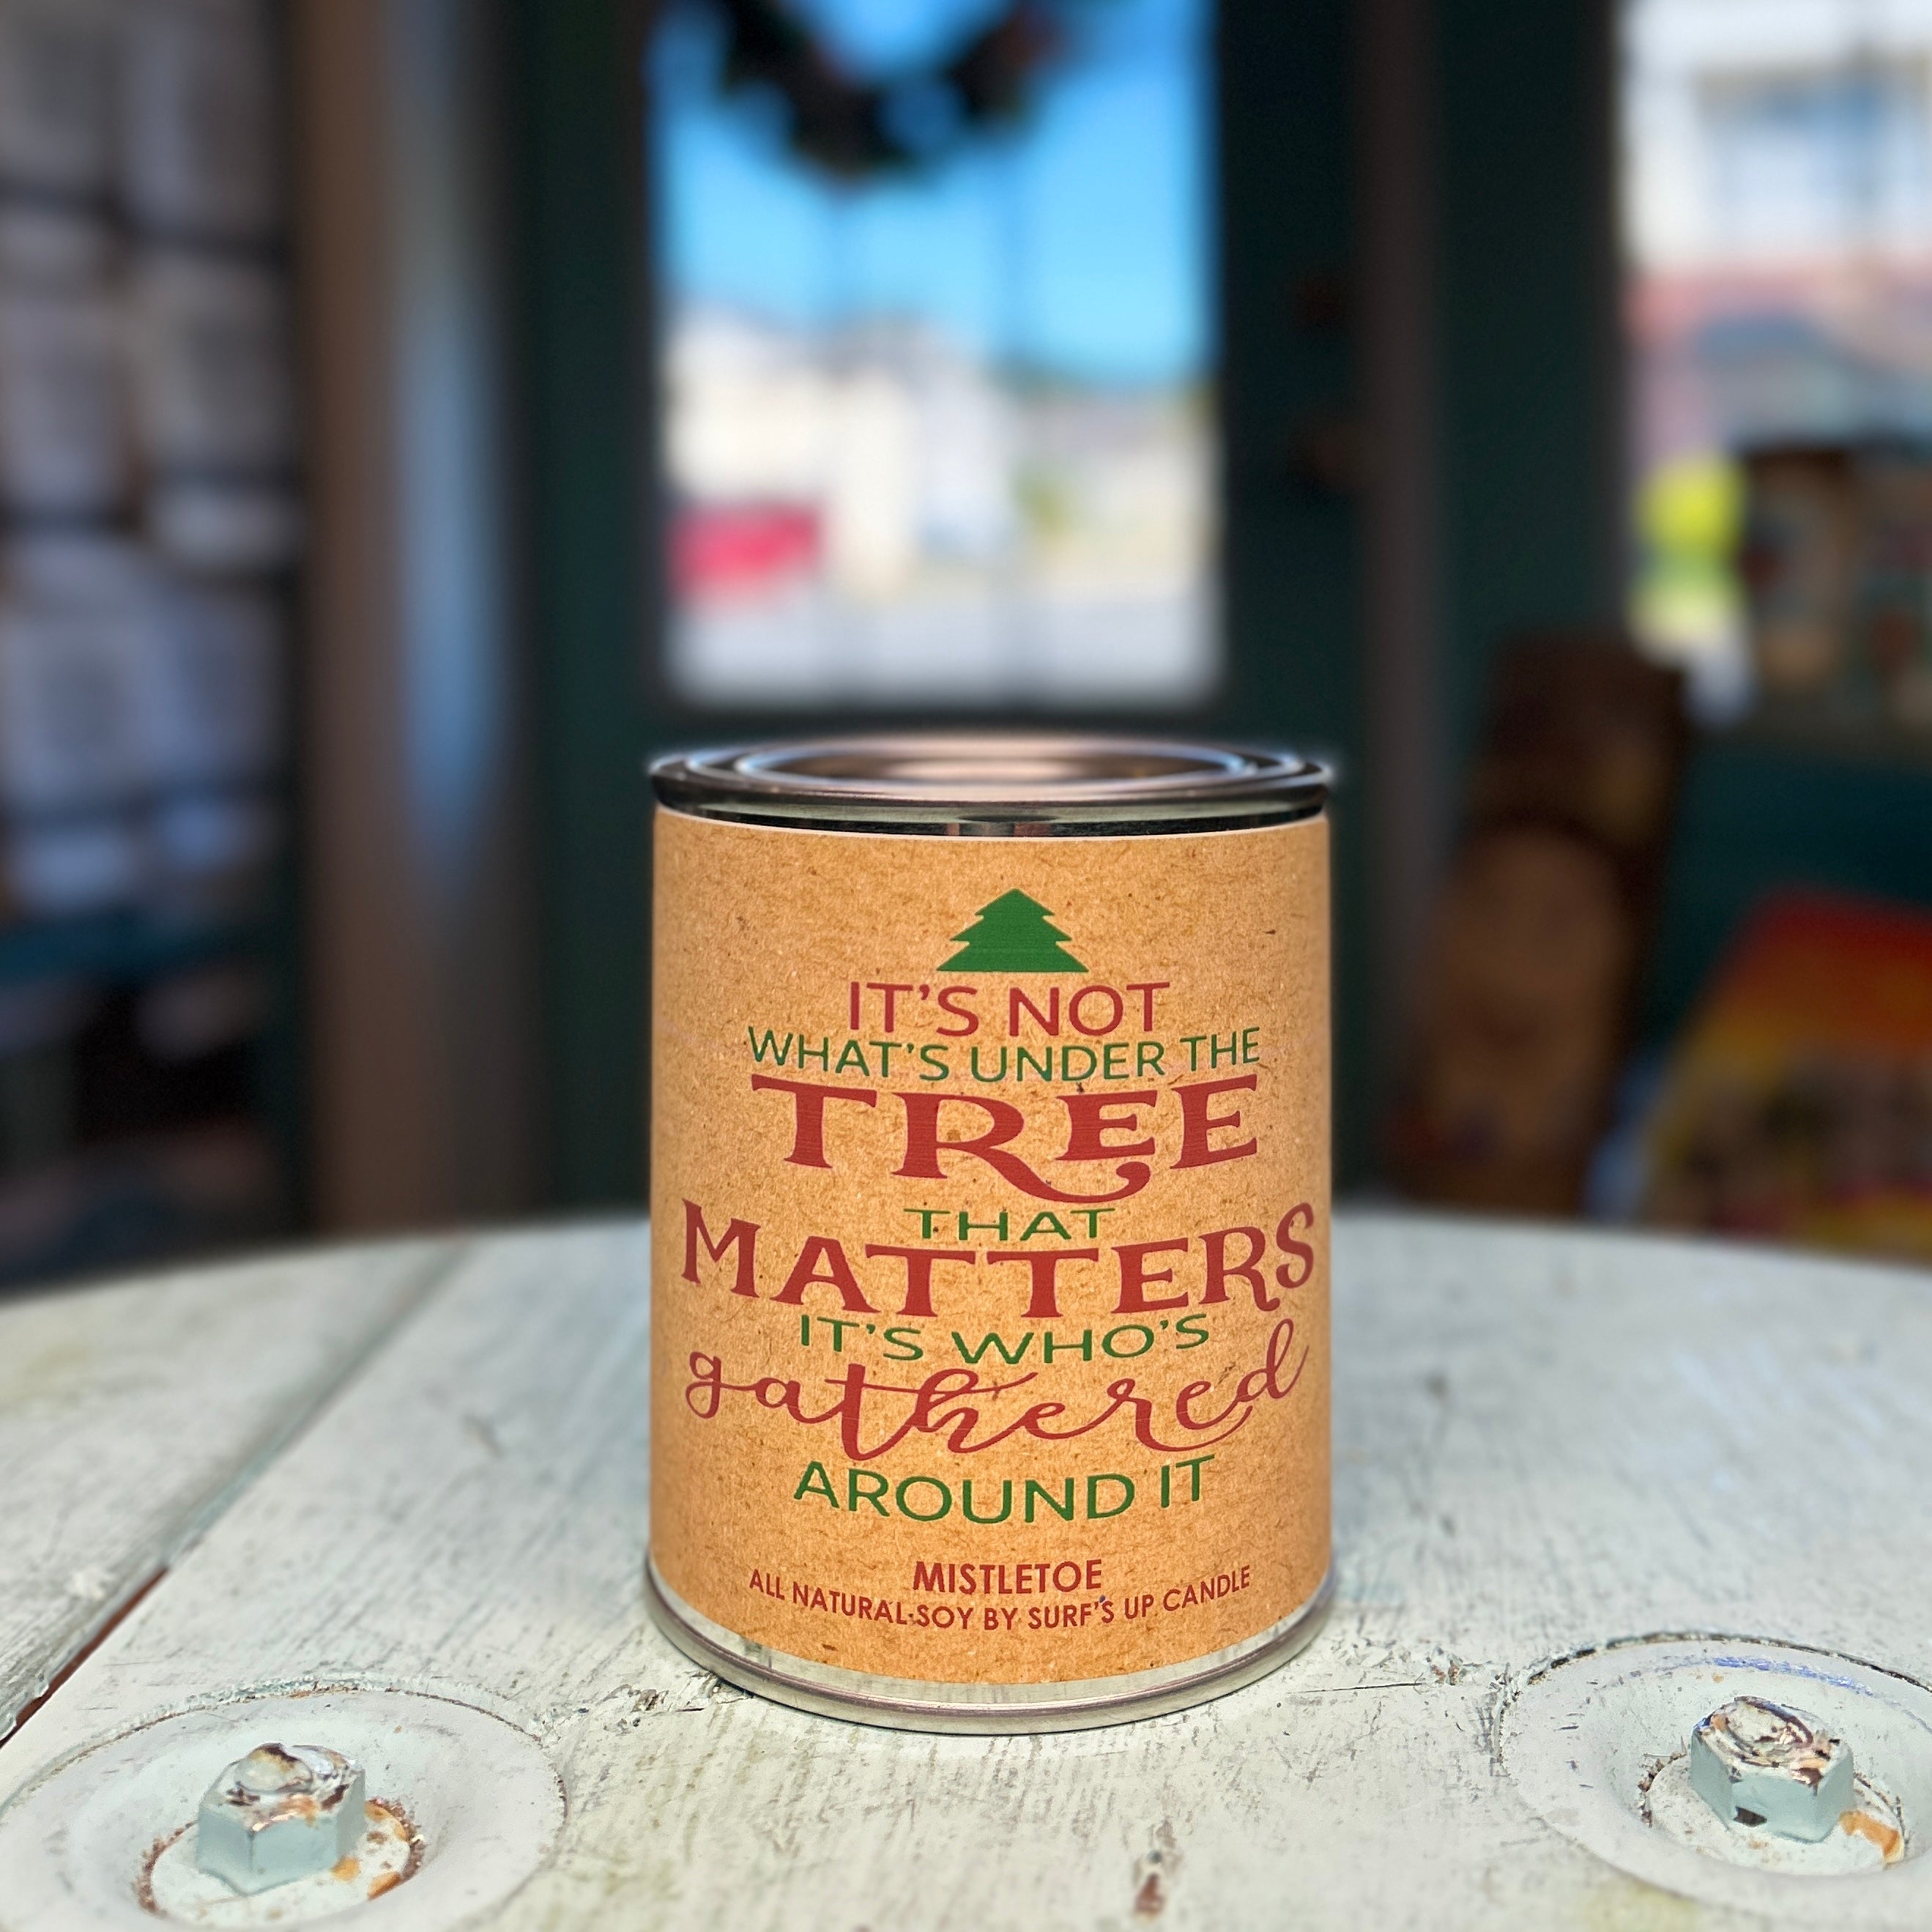 IT'S NOT
WHAT'S UNDER THE
TREE
THAT
MATTERS
IT'S WHO'S
gathered
AROUND IT
MISTLETOE
ALL NATURAL SOY BY SURF'S UP CANDLE